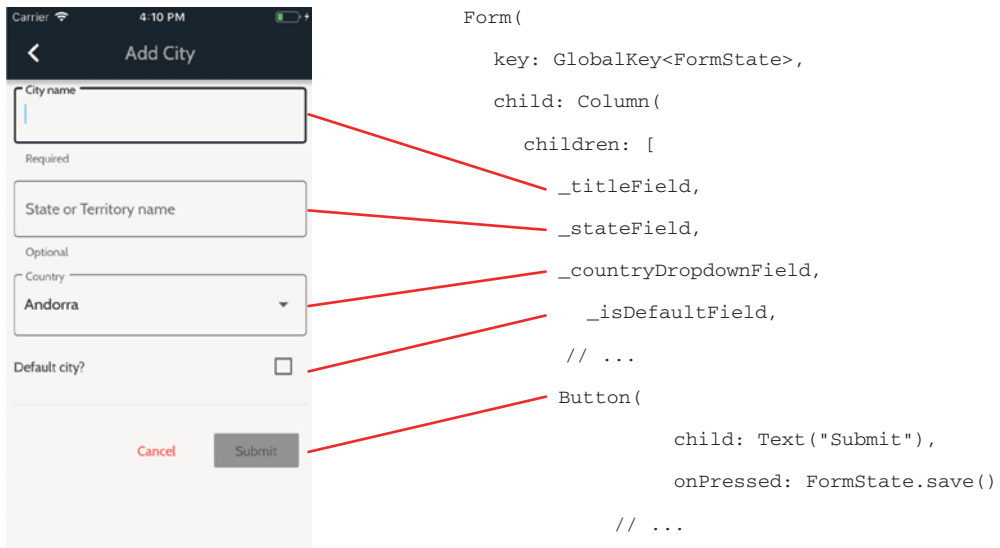 Carrier 4:10 PM
Add City
City name
Required
State or Territory name
Optional
Country
Andorra
Default city?
Cancel Submit
Form(
key: GlobalKey<FormState>,
child: Column(
children: [
_titleField,
_stateField,
_countryDropdownField,
_isDefaultField,
// ...
Button(
child: Text("Submit"),
onPressed: FormState.save()
// ...